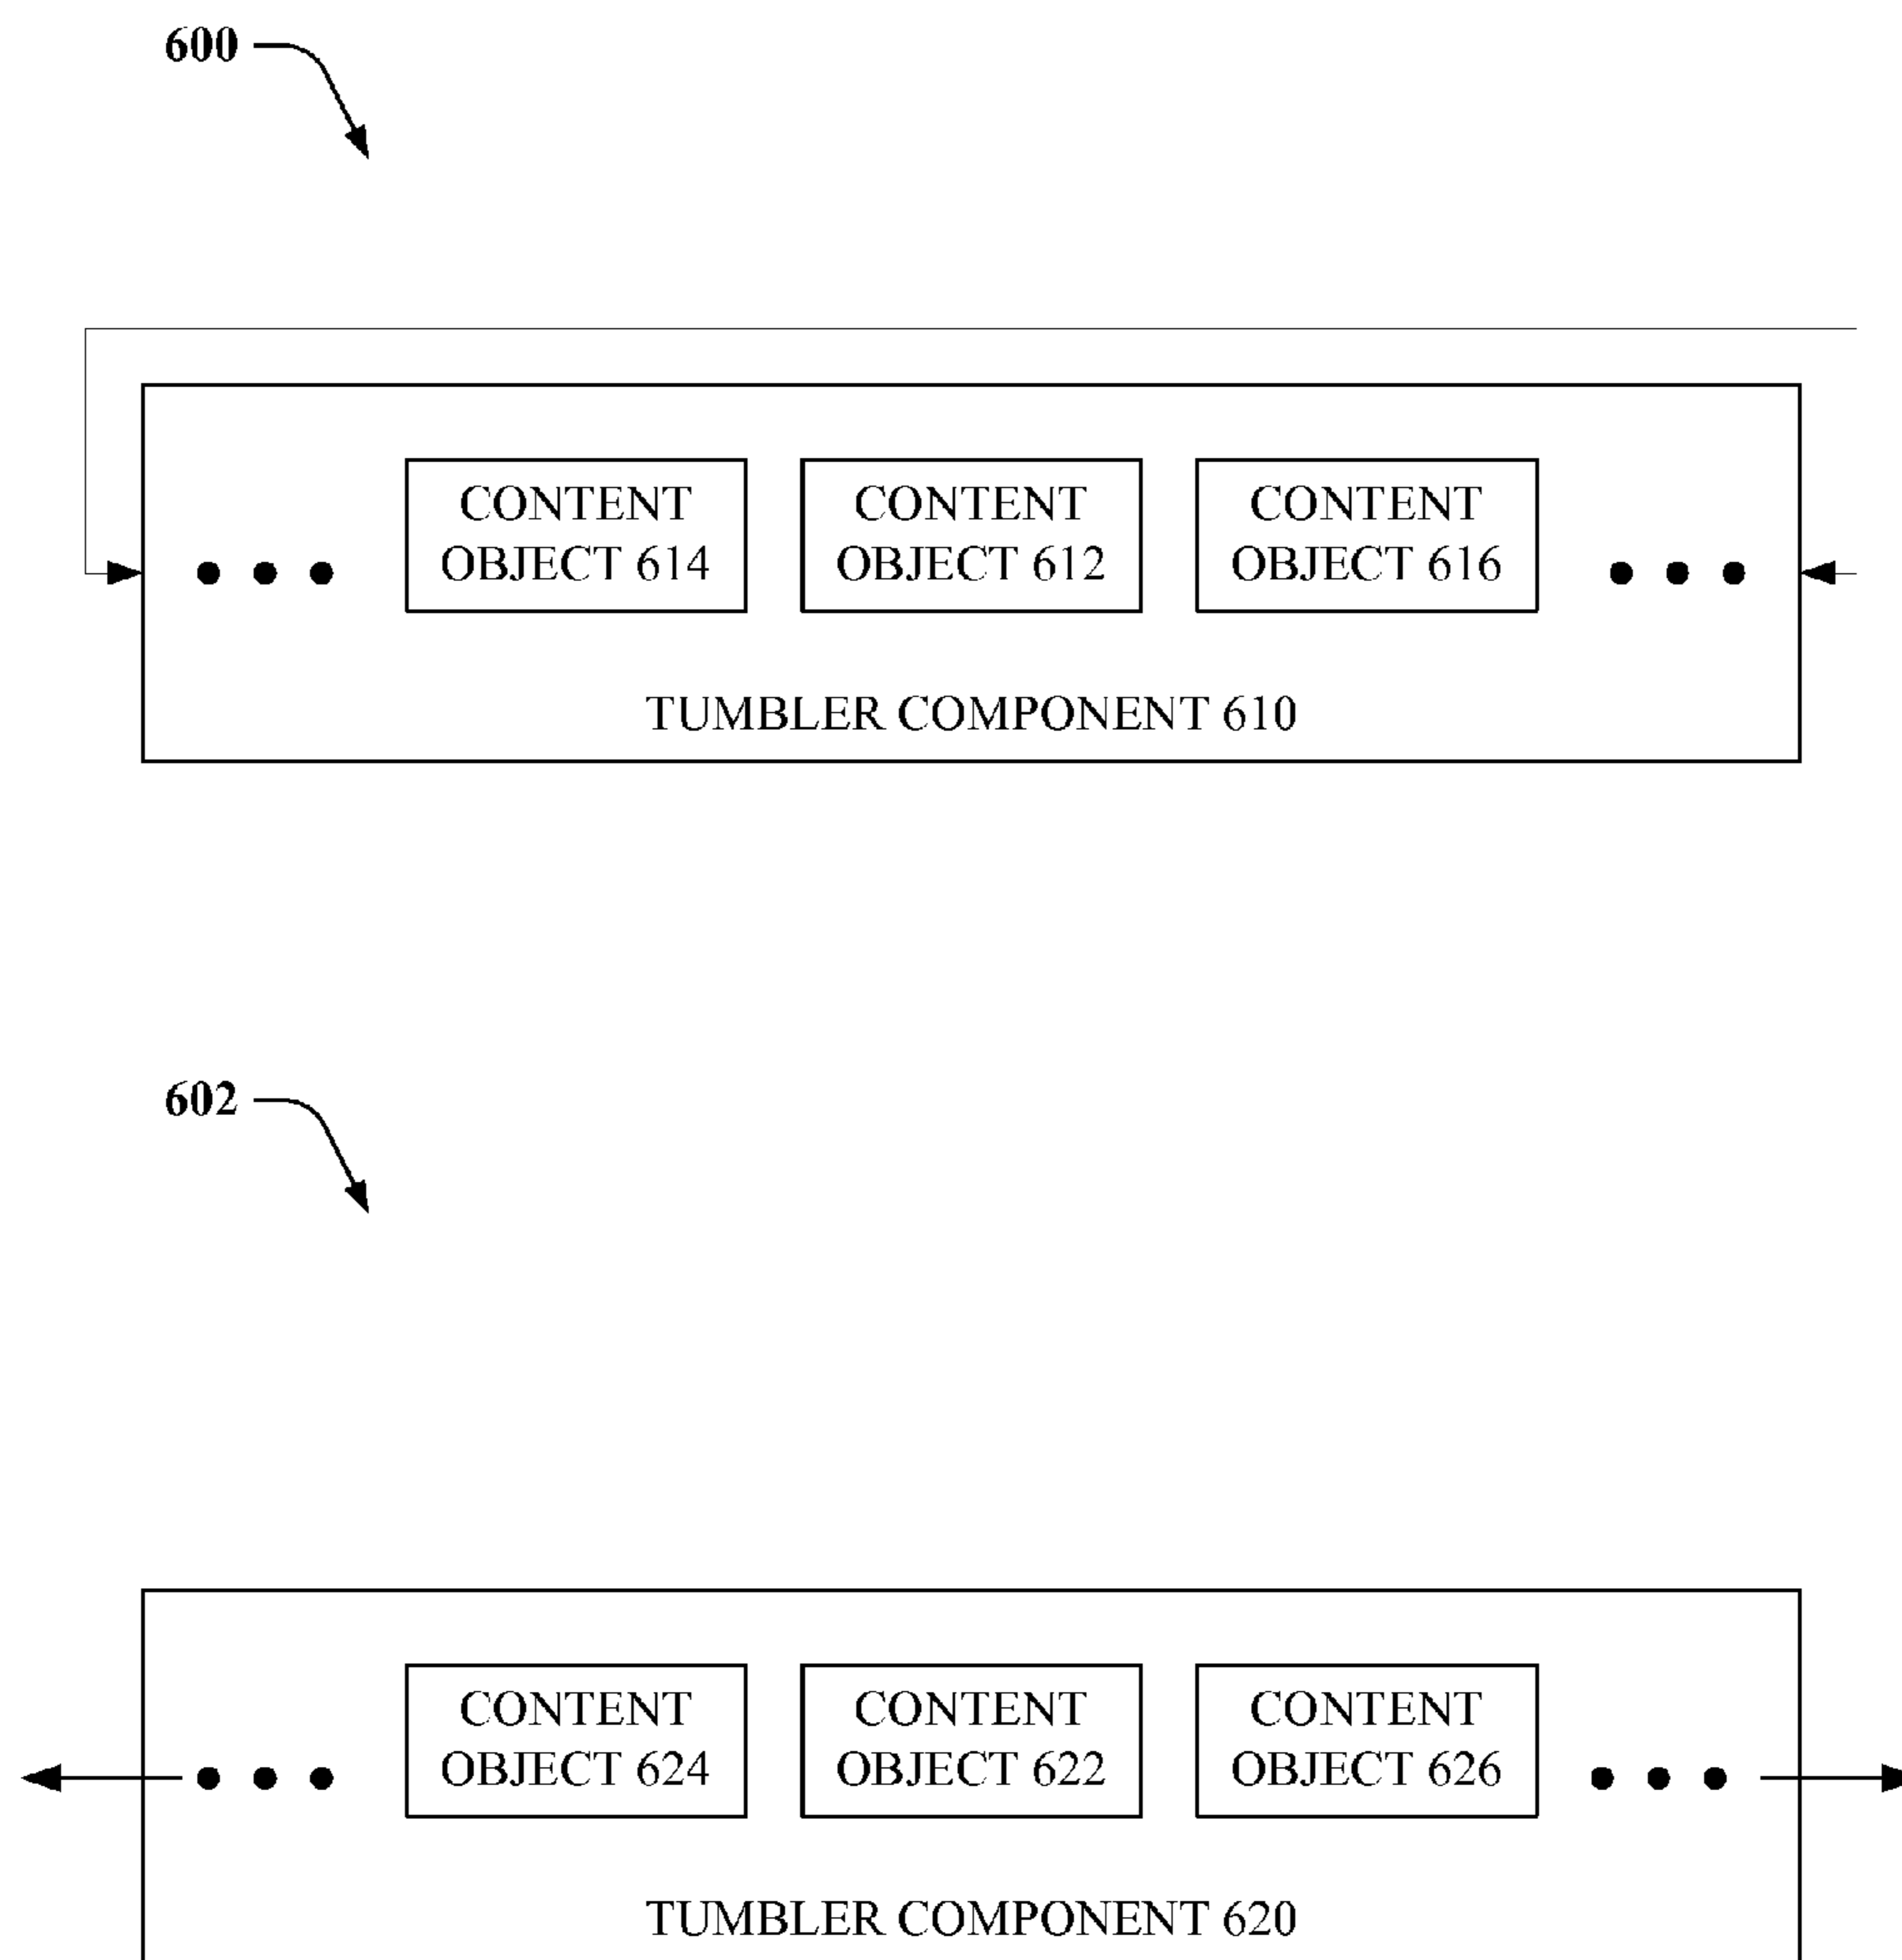 600
CONTENT
OBJECT 614
CONTENT
OBJECT 612
CONTENT
OBJECT 616
TUMBLER COMPONENT 610
602
CONTENT
OBJECT 624
CONTENT
OBJECT 622
CONTENT
OBJECT 626
TUMBLER COMPONENT 620